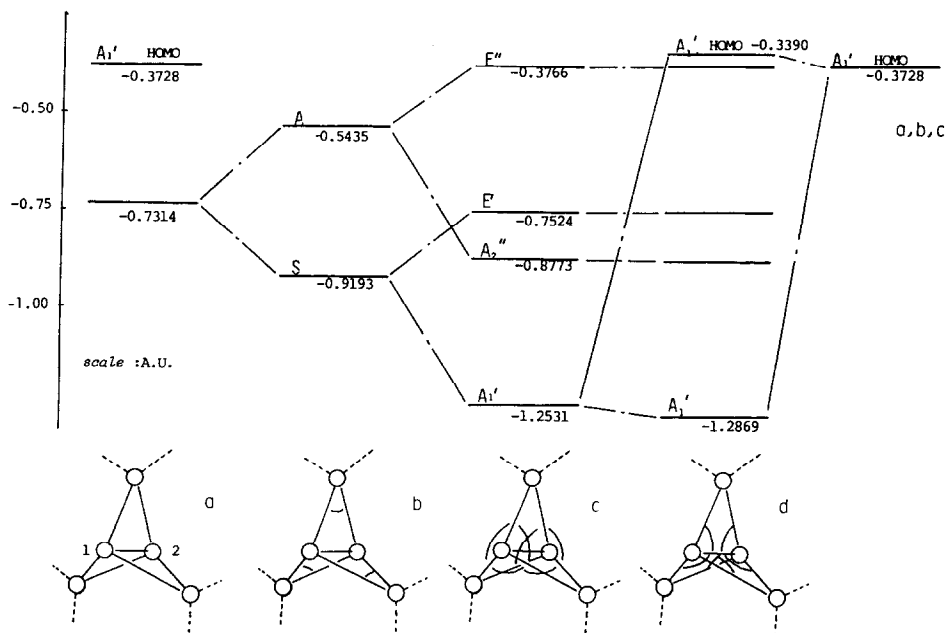 A₁' HOMO
-0.3728
-0.50
-0.7314
-0.75
-1.00
scale :A.U.
A
-0.5435
S
-0.9193
E"
-0.3766
E'
-0.7524
A₂"
-0.8773
A₁'
-1.2531
A₁' HOMO -0.3390
A₁'
-1.2869
A₁' HOMO
-0.3728
a,b,c
a
1
2
b
c
d